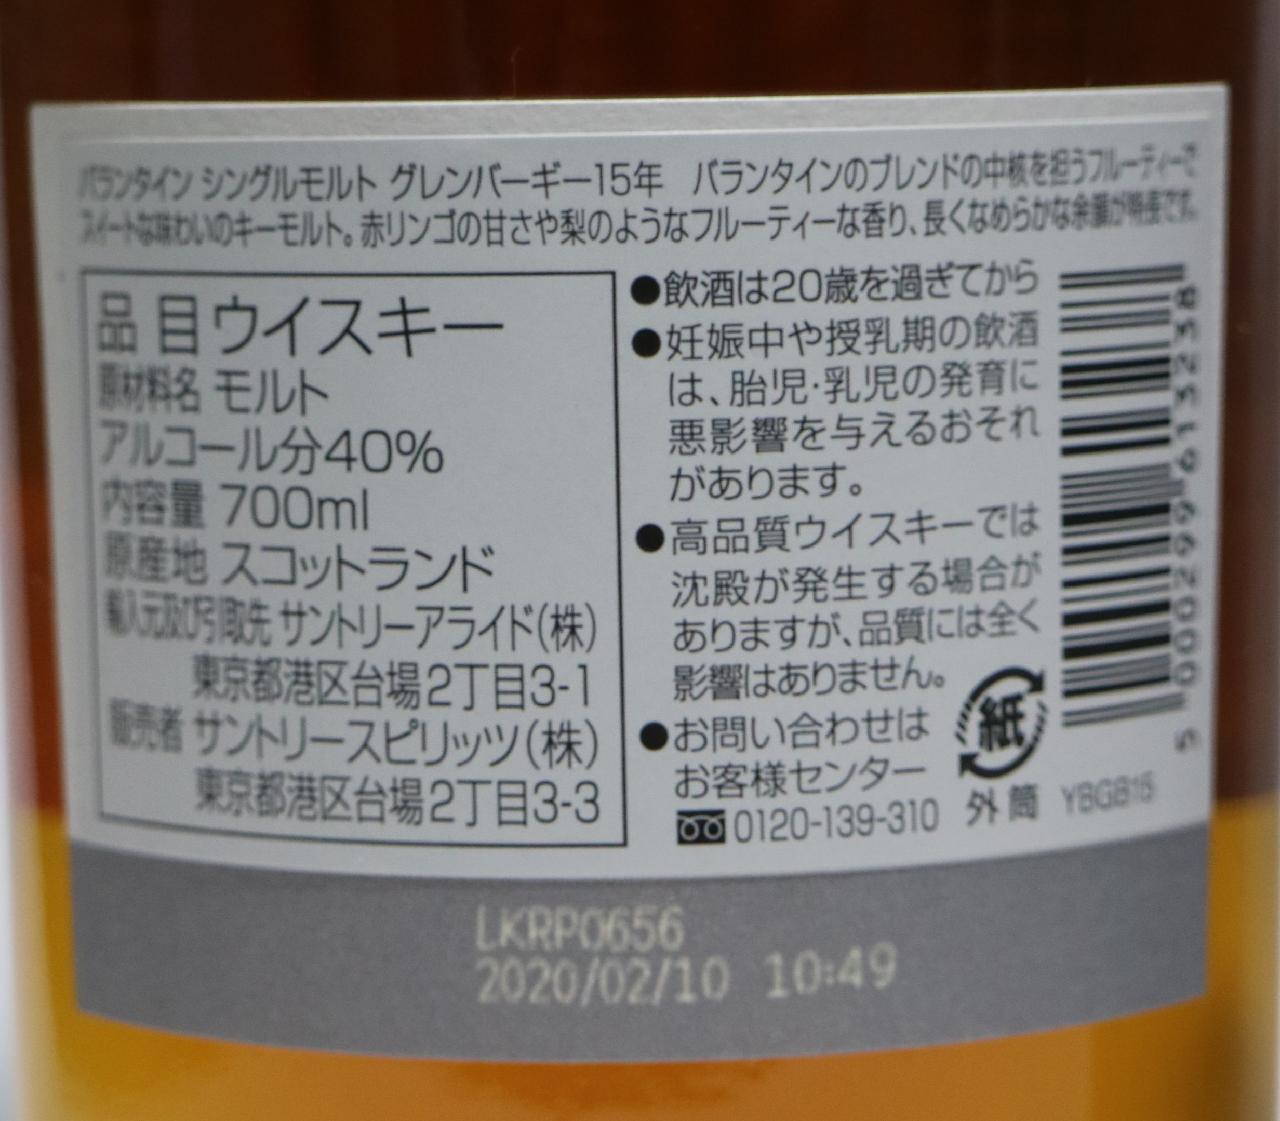 バランタイン シングルモルト グレンバーギー15年 バランタインのブレンドの中核を担うフルーティーで
スイートな味わいのキーモルト。赤リンゴの甘さや梨のようなフルーティーな香り、長くなめらかな余韻が特長です。
品目 ウイスキー
原材料名 モルト
アルコール分40%
内容量 700ml
原産地 スコットランド
輸入元及び引取先 サントリーアライド(株)
東京都港区台場2丁目3-1
販売者 サントリースピリッツ(株)
東京都港区台場2丁目3-3
●飲酒は20歳を過ぎてから
●妊娠中や授乳期の飲酒
は、胎児・乳児の発育に
悪影響を与えるおそれ
があります。
●高品質ウイスキーでは
沈殿が発生する場合が
ありますが、品質には全く
影響はありません。
●お問い合わせは
お客様センター
0120-139-310
紙
外筒
YBGB15
LKRP0656
2020/02/10 10:49